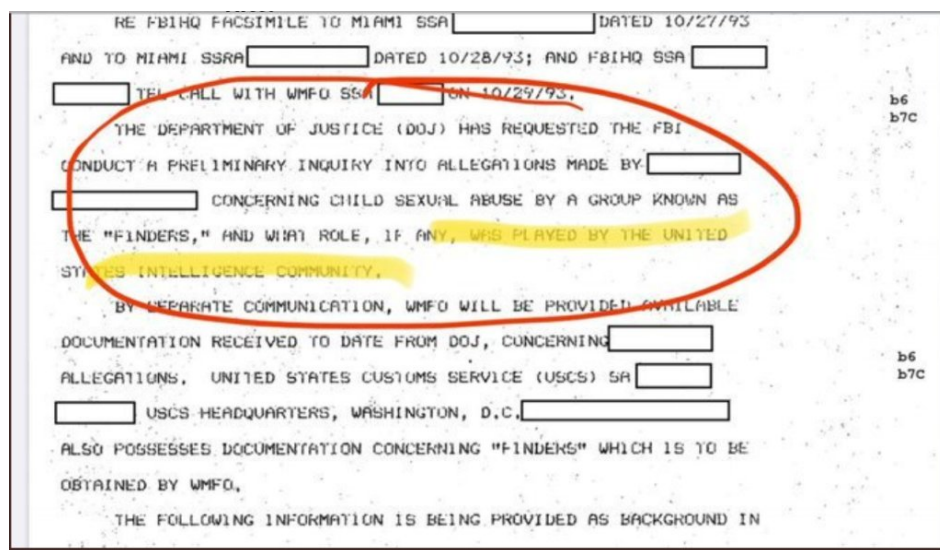 RE FBIHQ FACSIMILE TO MIAMI SSA DATED 10/27/93
AND TO MIAMI SSRA DATED 10/28/93; AND FBIHQ SSA
TEL CALL WITH WMFO SSA ON 10/29/93.
b6
b7C
THE DEPARTMENT OF JUSTICE (DOJ) HAS REQUESTED THE FBI
CONDUCT A PRELIMINARY INQUIRY INTO ALLEGATIONS MADE BY
CONCERNING CHILD SEXUAL ABUSE BY A GROUP KNOWN AS
THE "FINDERS," AND WHAT ROLE, IF ANY, WAS PLAYED BY THE UNITED
STATES INTELLIGENCE COMMUNITY.
BY SEPARATE COMMUNICATION, WMFO WILL BE PROVIDED AVAILABLE
DOCUMENTATION RECEIVED TO DATE FROM DOJ, CONCERNING
b6
b7C
ALLEGATIONS. UNITED STATES CUSTOMS SERVICE (USCS) SA
USCS HEADQUARTERS, WASHINGTON, D.C.
ALSO POSSESSES DOCUMENTATION CONCERNING "FINDERS" WHICH IS TO BE
OBTAINED BY WMFO.
THE FOLLOWING INFORMATION IS BEING PROVIDED AS BACKGROUND IN